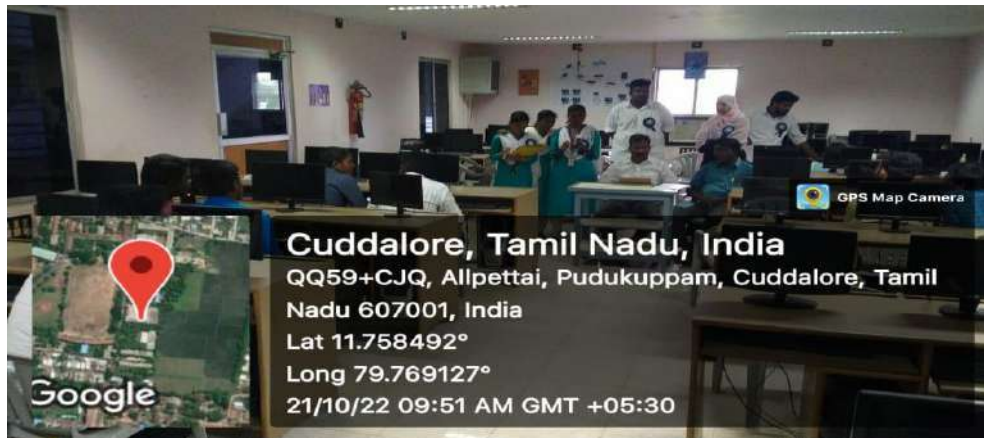 GPS Map Camera
Cuddalore, Tamil Nadu, India
QQ59+CJQ, Allpettai, Pudukuppam, Cuddalore, Tamil
Nadu 607001, India
Lat 11.758492°
Long 79.769127°
21/10/22 09:51 AM GMT +05:30
Google